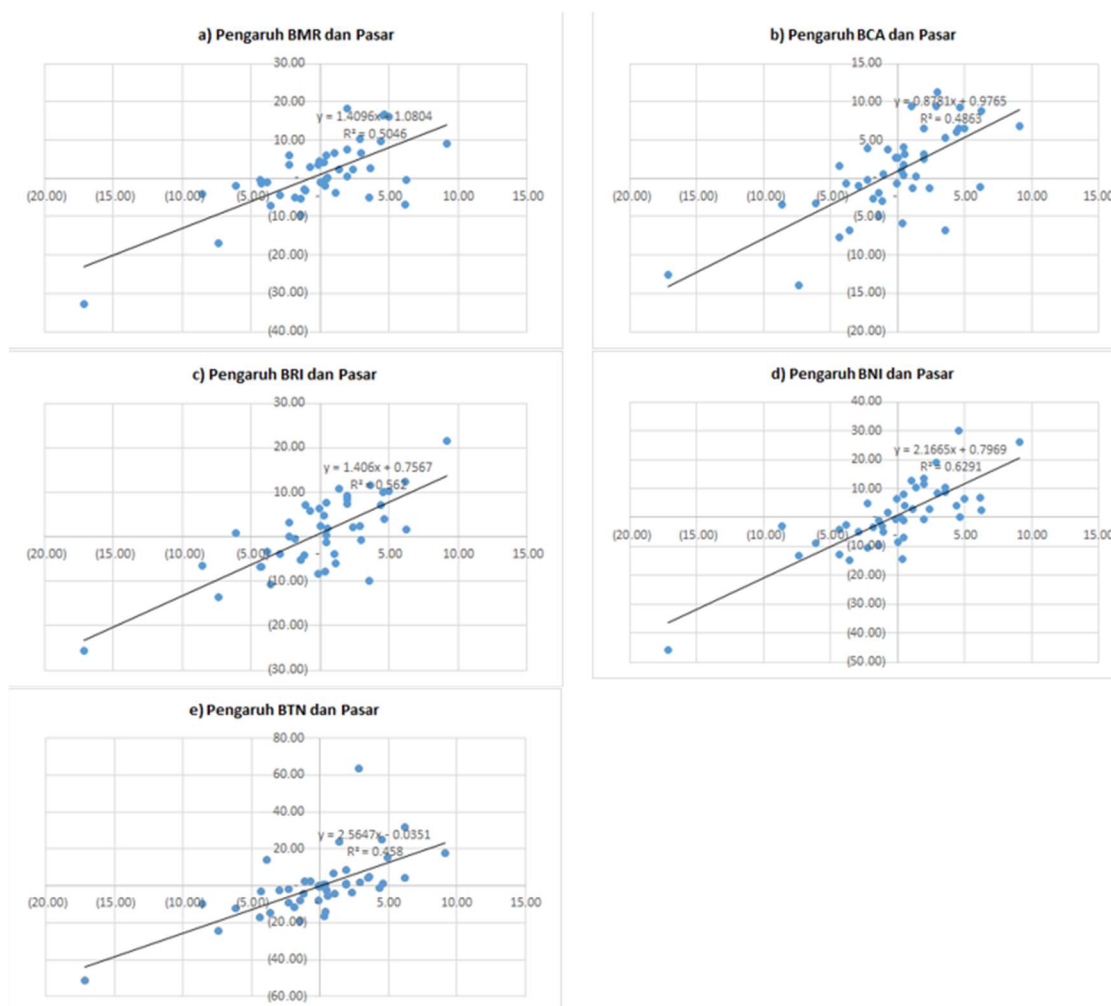 a) Pengaruh BMR dan Pasar
30.00
20.00
y = 1.4096x + 1.0804
R² = 0.5046
10.00
-
(20.00) (15.00) (10.00) (5.00) - 5.00 10.00 15.00
(10.00)
(20.00)
(30.00)
(40.00)
b) Pengaruh BCA dan Pasar
15.00
10.00
y = 0.8781x + 0.9765
R² = 0.4863
5.00
-
(20.00) (15.00) (10.00) (5.00) - 5.00 10.00 15.00
(5.00)
(10.00)
(15.00)
(20.00)
c) Pengaruh BRI dan Pasar
30.00
20.00
y = 1.406x + 0.7567
R² = 0.562
10.00
(20.00) (15.00) (10.00) (5.00) - 5.00 10.00 15.00
(10.00)
(20.00)
(30.00)
d) Pengaruh BNI dan Pasar
40.00
30.00
y = 2.1665x + 0.7969
20.00
R² = 0.6291
10.00
(20.00) (15.00) (10.00) (5.00) - 5.00 10.00 15.00
(10.00)
(20.00)
(30.00)
(40.00)
(50.00)
e) Pengaruh BTN dan Pasar
80.00
60.00
40.00
y = 2.5647x - 0.0351
R² = 0.458
20.00
-
(20.00) (15.00) (10.00) (5.00) - 5.00 10.00 15.00
(20.00)
(40.00)
(60.00)